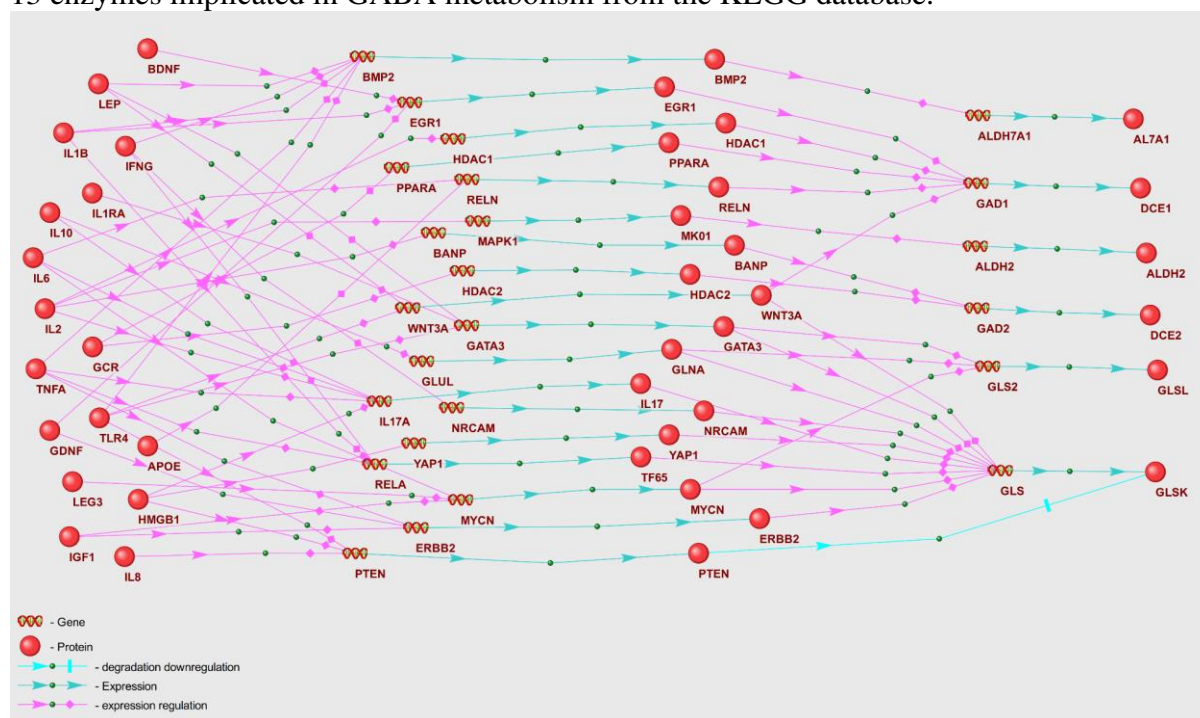 15 enzymes implicated in GABA metabolism from the KEGG database.
BDNF
BMP2
BMP2
LEP
EGR1
EGR1
ALDH7A1
AL7A1
IL1B
IFNG
HDAC1
HDAC1
PPARA
PPARA
RELN
RELN
GAD1
DCE1
IL1RA
IL10
MAPK1
MK01
BANP
BANP
ALDH2
ALDH2
IL6
HDAC2
HDAC2
IL2
WNT3A
WNT3A
GAD2
DCE2
GCR
GATA3
GATA3
GLUL
GLNA
GLS2
GLSL
TNFA
IL17A
IL17
NRCAM
NRCAM
GDNF
TLR4
APOE
YAP1
YAP1
RELA
TF65
GLS
GLSK
LEG3
HMGB1
MYCN
MYCN
IGF1
ERBB2
ERBB2
IL8
PTEN
PTEN
- Gene
- Protein
- degradation downregulation
- Expression
- expression regulation